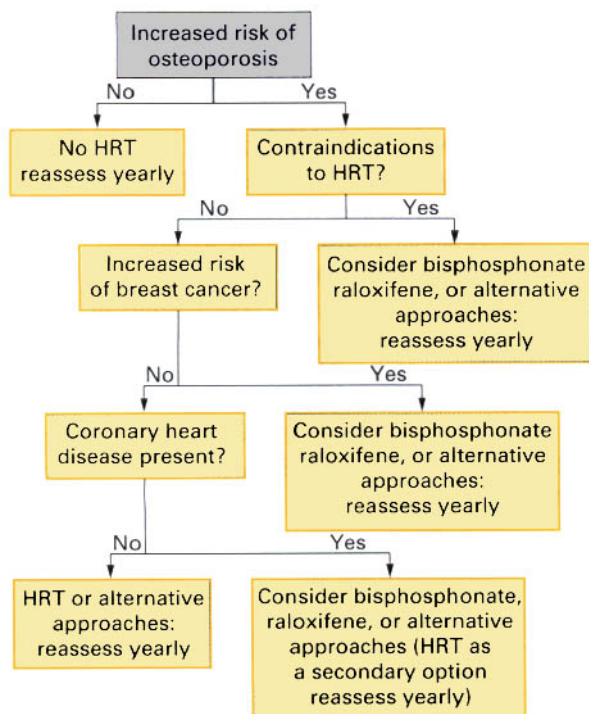 Increased risk of
osteoporosis
No
Yes
No HRT
reassess yearly
Contraindications
to HRT?
No
Yes
Increased risk
of breast cancer?
Consider bisphosphonate
raloxifene, or alternative
approaches:
reassess yearly
No
Yes
Coronary heart
disease present?
Consider bisphosphonate
raloxifene, or alternative
approaches:
reassess yearly
No
Yes
HRT or alternative
approaches:
reassess yearly
Consider bisphosphonate,
raloxifene, or alternative
approaches (HRT as
a secondary option
reassess yearly)